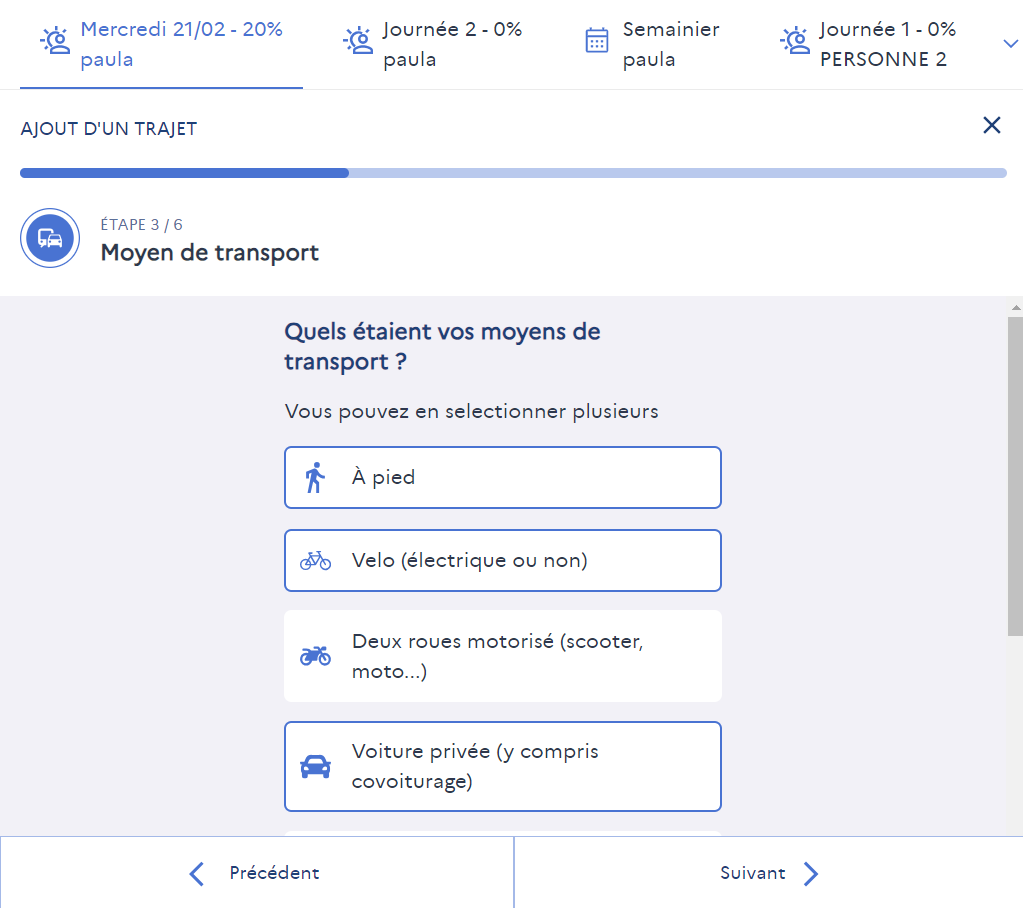 Mercredi 21/02 - 20%
paula
Journée 2 - 0%
paula
Semainier
paula
Journée 1 - 0%
PERSONNE 2
AJOUT D'UN TRAJET
ÉTAPE 3 / 6
Moyen de transport
Quels étaient vos moyens de
transport ?
Vous pouvez en selectionner plusieurs
À pied
Velo (électrique ou non)
Deux roues motorisé (scooter,
moto...)
Voiture privée (y compris
covoiturage)
Précédent
Suivant